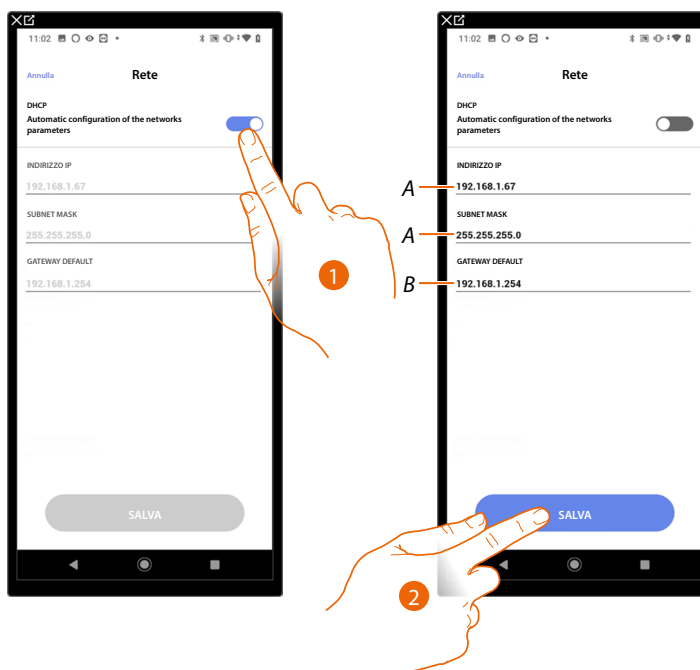 11:02
Annulla
Rete
DHCP
Automatic configuration of the networks
parameters
INDIRIZZO IP
192.168.1.67
SUBNET MASK
255.255.255.0
GATEWAY DEFAULT
192.168.1.254
SALVA
1
11:02
Annulla
Rete
DHCP
Automatic configuration of the networks
parameters
INDIRIZZO IP
A
192.168.1.67
SUBNET MASK
A
255.255.255.0
GATEWAY DEFAULT
B
192.168.1.254
SALVA
2